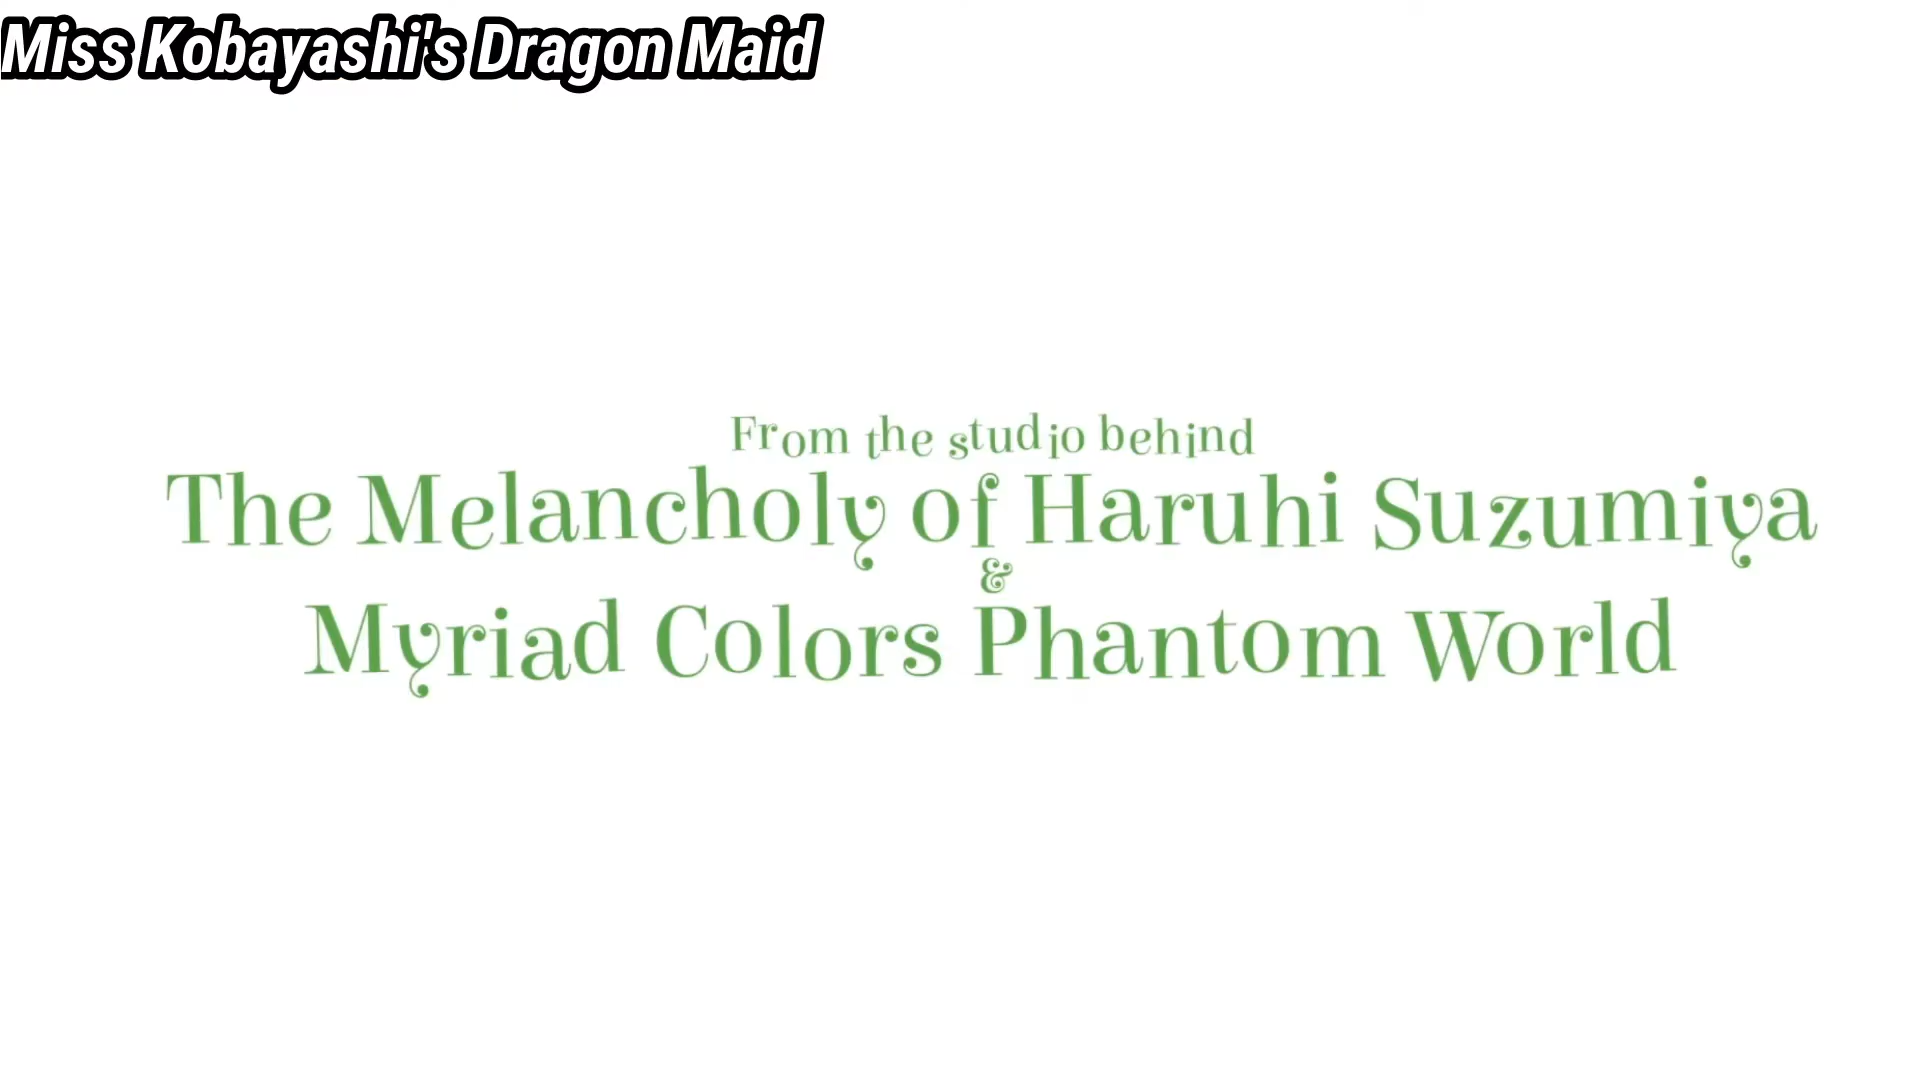 Miss Kobayashi's Dragon Maid
From the studio behind
The Melancholy of Haruhi Suzumiya
&
Myriad Colors Phantom World